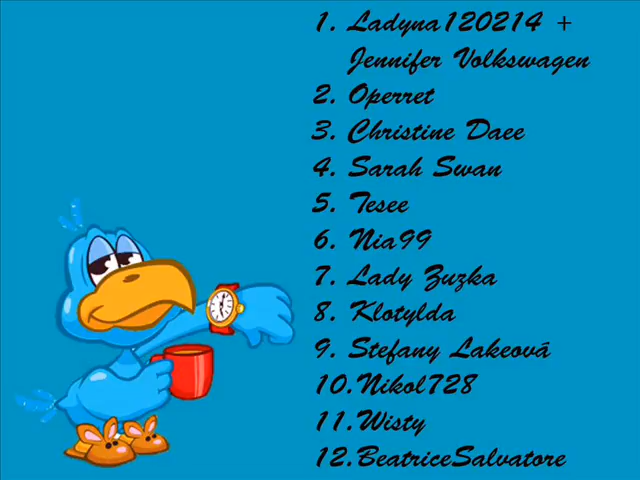 1. Ladyna120214 +
Jennifer Volkswagen
2. Operret
3. Christine Daee
4. Sarah Swan
5. Tesee
6. Nia99
7. Lady Zuzka
8. Klotylda
9. Stefany Lakeová
10.Nikol728
11.Wisty
12.BeatriceSalvatore